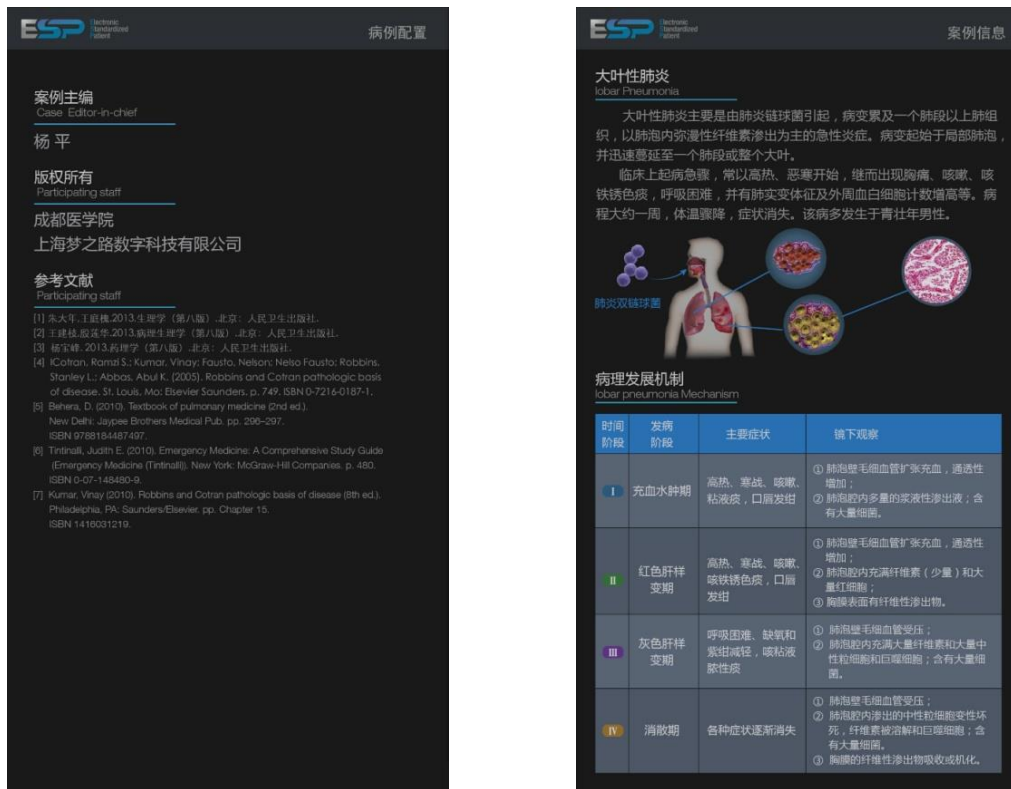 ESP Electronic Standardized Patient
病例配置
案例主编
Case Editor-in-chief
杨 平
版权所有
Participating staff
成都医学院
上海梦之路数字科技有限公司
参考文献
Participating staff
[1] 朱大年.王庭槐.2013.生理学（第八版）.北京：人民卫生出版社.
[2] 王建枝.殷莲华.2013.病理生理学（第八版）.北京：人民卫生出版社.
[3] 杨宝峰. 2013.药理学（第八版）.北京：人民卫生出版社.
[4] ICotran, Ramzi S.; Kumar, Vinay; Fausto, Nelson; Nelso Fausto; Robbins,
Stanley L.; Abbas, Abul K. (2005). Robbins and Cotran pathologic basis
of disease. St. Louis, Mo: Elsevier Saunders. p. 749. ISBN 0-7216-0187-1.
[5] Behera, D. (2010). Textbook of pulmonary medicine (2nd ed.).
New Delhi: Jaypee Brothers Medical Pub. pp. 296–297.
ISBN 9788184487497.
[6] Tintinalli, Judith E. (2010). Emergency Medicine: A Comprehensive Study Guide
(Emergency Medicine (Tintinalli)). New York: McGraw-Hill Companies. p. 480.
ISBN 0-07-148480-9.
[7] Kumar, Vinay (2010). Robbins and Cotran pathologic basis of disease (8th ed.).
Philadelphia, PA: Saunders/Elsevier. pp. Chapter 15.
ISBN 1416031219.
ESP Electronic Standardized Patient
案例信息
大叶性肺炎
lobar Pneumonia
大叶性肺炎主要是由肺炎链球菌引起，病变累及一个肺段以上肺组
织，以肺泡内弥漫性纤维素渗出为主的急性炎症。病变起始于局部肺泡，
并迅速蔓延至一个肺段或整个大叶。
临床上起病急骤，常以高热、恶寒开始，继而出现胸痛、咳嗽、咳
铁锈色痰，呼吸困难，并有肺实变体征及外周血白细胞计数增高等。病
程大约一周，体温骤降，症状消失。该病多发生于青壮年男性。
肺炎双链球菌
病理发展机制
lobar pneumonia Mechanism
时间阶段 发病阶段 主要症状 镜下观察
I 充血水肿期 高热、寒战、咳嗽、
粘液痰，口唇发绀
① 肺泡壁毛细血管扩张充血，通透性
增加；
② 肺泡腔内多量的浆液性渗出液；含
有大量细菌。
II 红色肝样
变期
高热、寒战、咳嗽、
咳铁锈色痰，口唇
发绀
① 肺泡壁毛细血管扩张充血，通透性
增加；
② 肺泡腔内充满纤维素（少量）和大
量红细胞；
③ 胸膜表面有纤维性渗出物。
III 灰色肝样
变期
呼吸困难、缺氧和
紫绀减轻，咳粘液
脓性痰
① 肺泡壁毛细血管受压；
② 肺泡腔内充满大量纤维素和大量中
性粒细胞和巨噬细胞；含有大量细
菌。
IV 消散期 各种症状逐渐消失
① 肺泡壁毛细血管受压；
② 肺泡腔内渗出的中性粒细胞变性坏
死，纤维素被溶解和巨噬细胞；含
有大量细菌。
③ 胸膜的纤维性渗出物吸收或机化。